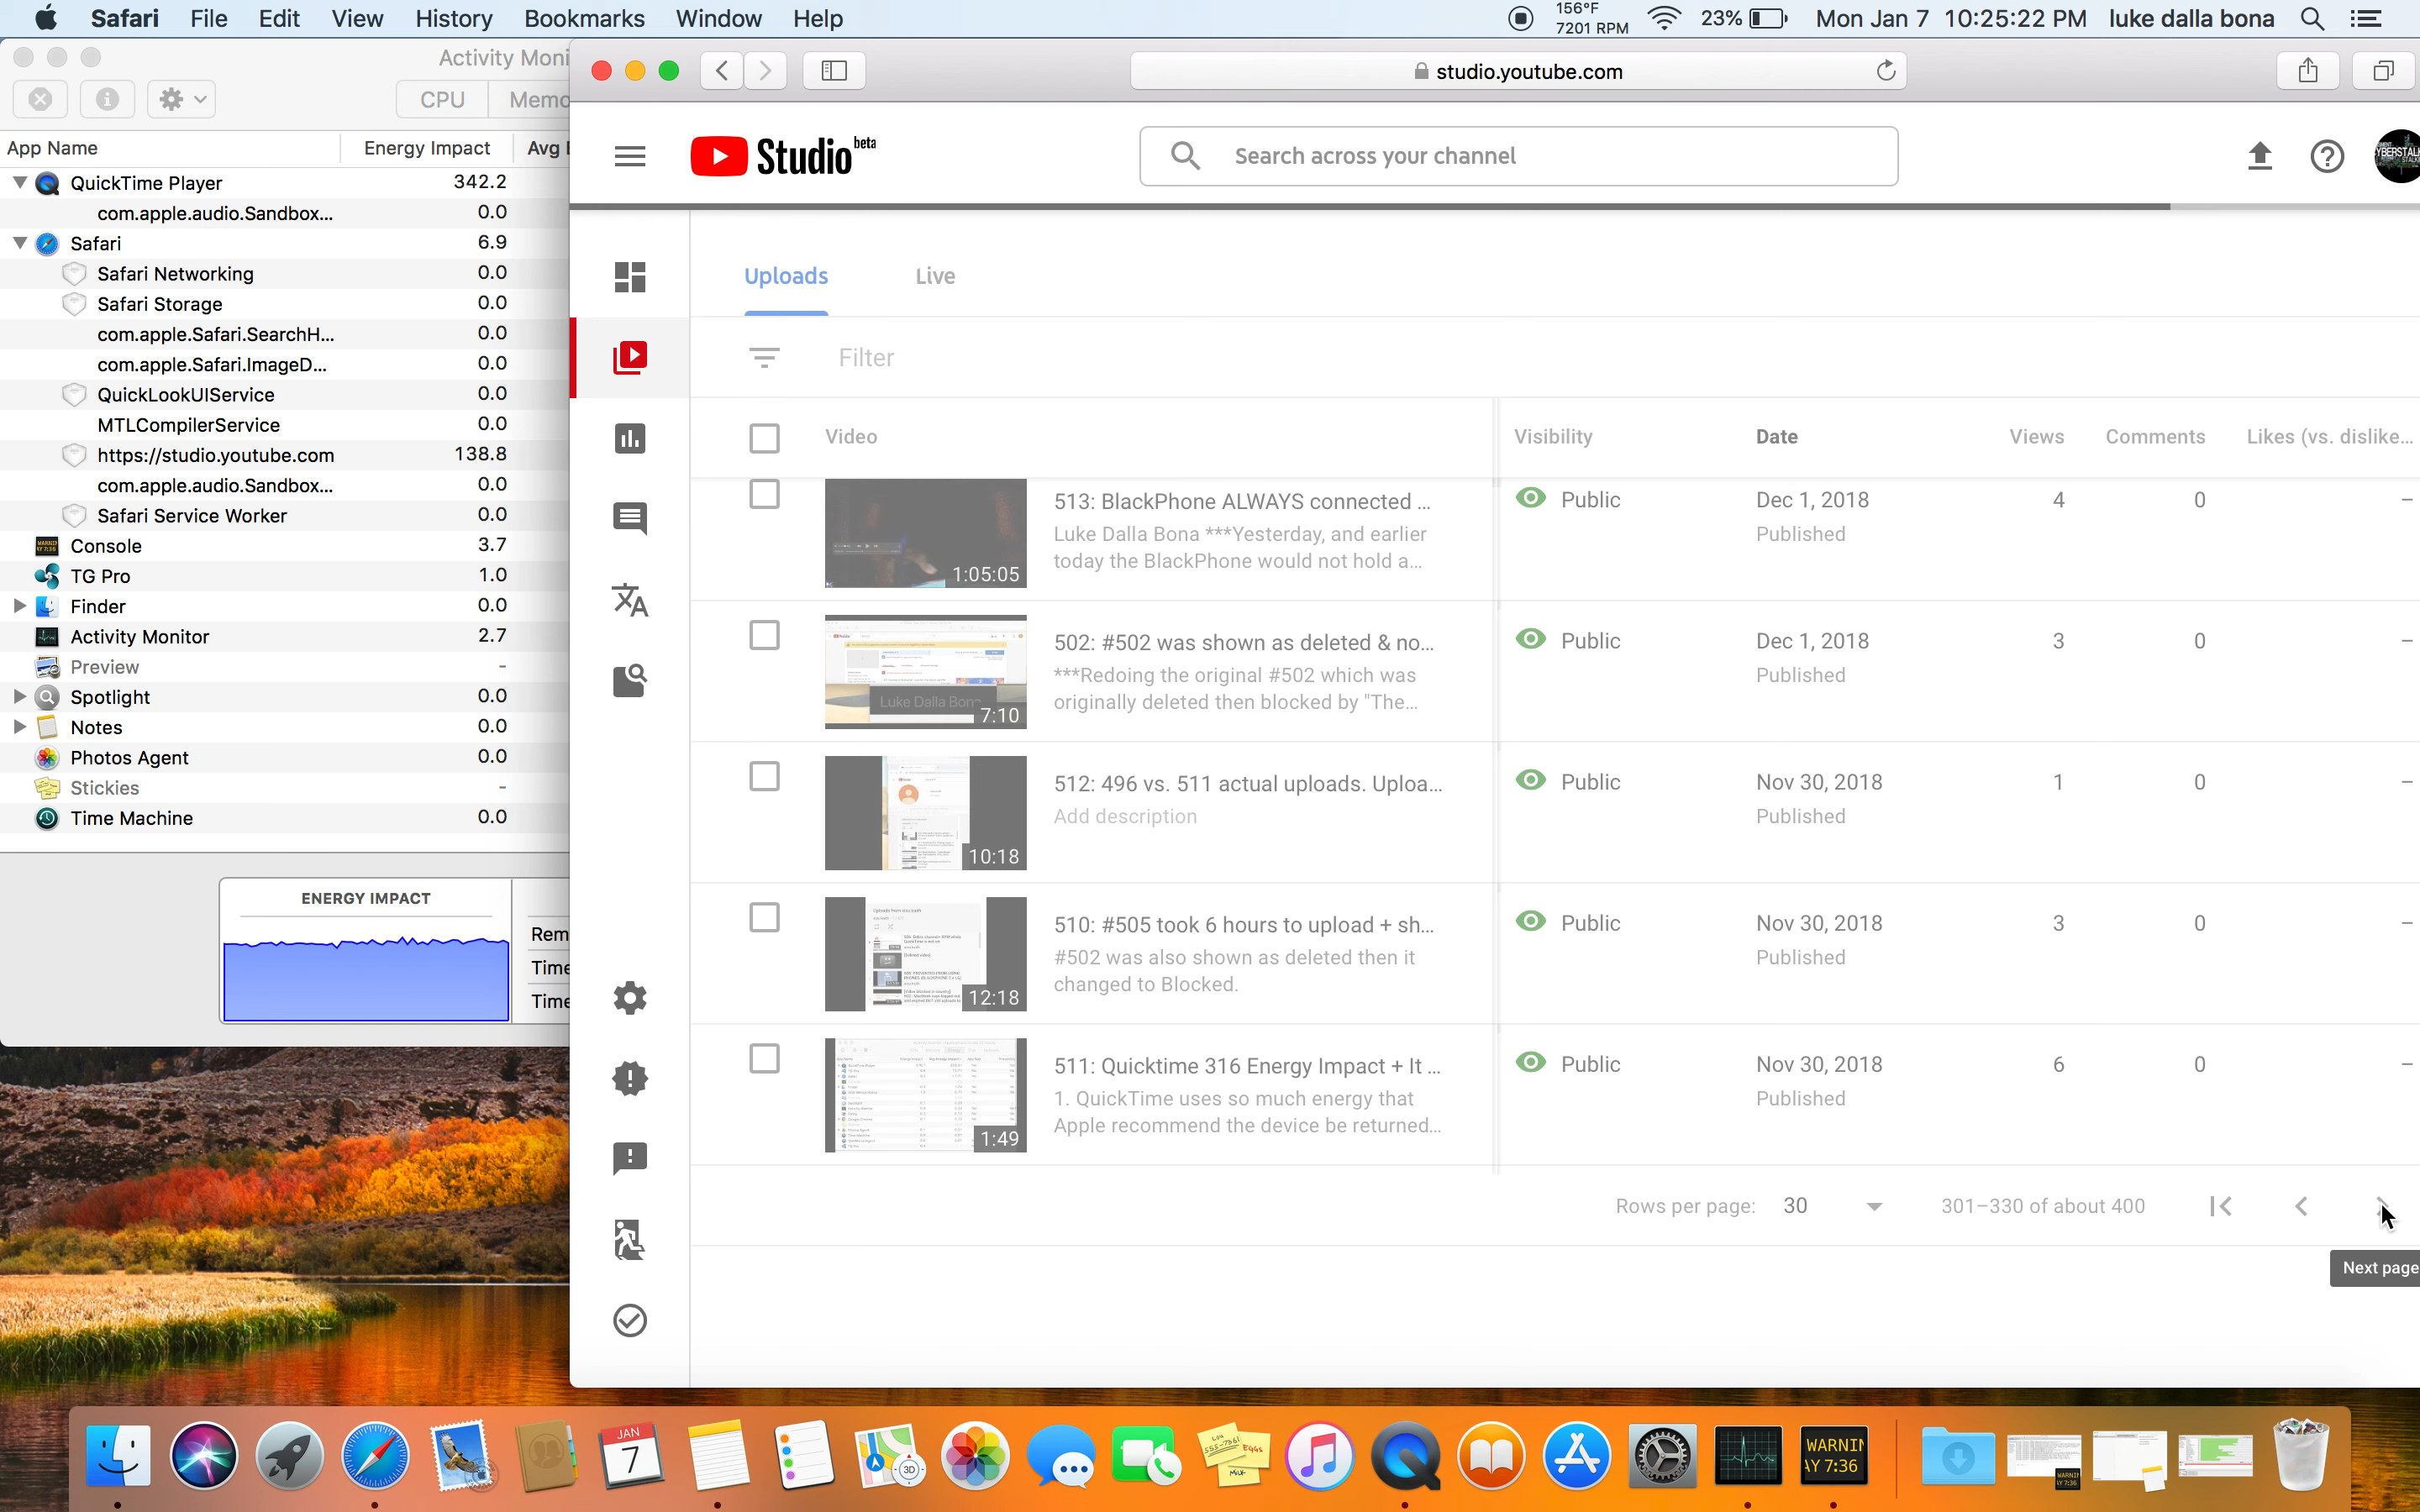 Safari File Edit View History Bookmarks Window Help
156°F
7201 RPM
23% Mon Jan 7 10:25:22 PM luke dalla bona
Activity Moni
CPU Memo
App Name Energy Impact Avg
QuickTime Player 342.2
com.apple.audio.Sandbox... 0.0
Safari 6.9
Safari Networking 0.0
Safari Storage 0.0
com.apple.Safari.SearchH... 0.0
com.apple.Safari.ImageD... 0.0
QuickLookUIService 0.0
MTLCompilerService 0.0
https://studio.youtube.com 138.8
com.apple.audio.Sandbox... 0.0
Safari Service Worker 0.0
Console 3.7
TG Pro 1.0
Finder 0.0
Activity Monitor 2.7
Preview -
Spotlight 0.0
Notes 0.0
Photos Agent 0.0
Stickies -
Time Machine 0.0
ENERGY IMPACT
Rem
Time
Time
studio.youtube.com
Studio beta
Search across your channel
Uploads Live
Filter
Video Visibility Date Views Comments Likes (vs. dislike...
1:05:05
513: BlackPhone ALWAYS connected ...
Luke Dalla Bona ***Yesterday, and earlier
today the BlackPhone would not hold a...
Public Dec 1, 2018 4 0 –
Published
Luke Dalla Bona
7:10
502: #502 was shown as deleted & no...
***Redoing the original #502 which was
originally deleted then blocked by "The...
Public Dec 1, 2018 3 0 –
Published
10:18
512: 496 vs. 511 actual uploads. Uploa...
Add description
Public Nov 30, 2018 1 0 –
Published
12:18
510: #505 took 6 hours to upload + sh...
#502 was also shown as deleted then it
changed to Blocked.
Public Nov 30, 2018 3 0 –
Published
1:49
511: Quicktime 316 Energy Impact + It ...
1. QuickTime uses so much energy that
Apple recommend the device be returned...
Public Nov 30, 2018 6 0 –
Published
Rows per page: 30 301–330 of about 400
Next page
JAN
7
3D
WARNIN
AY 7:36